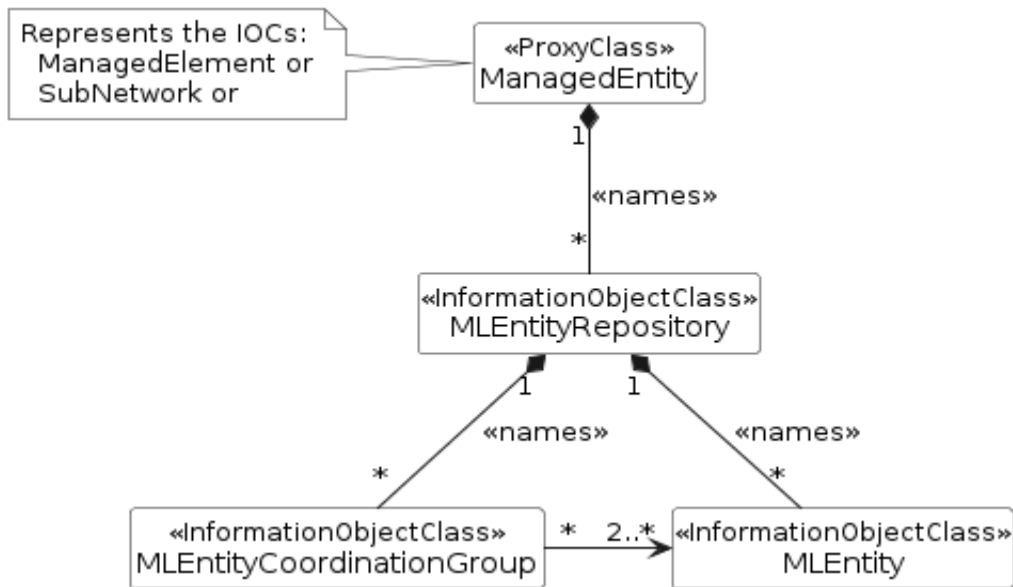 Represents the IOCs:
ManagedElement or
SubNetwork or
«ProxyClass»
ManagedEntity
1
«names»
*
«InformationObjectClass»
MLEntityRepository
1
1
«names»
«names»
*
*
«InformationObjectClass»
MLEntityCoordinationGroup
*
2..*
«InformationObjectClass»
MLEntity